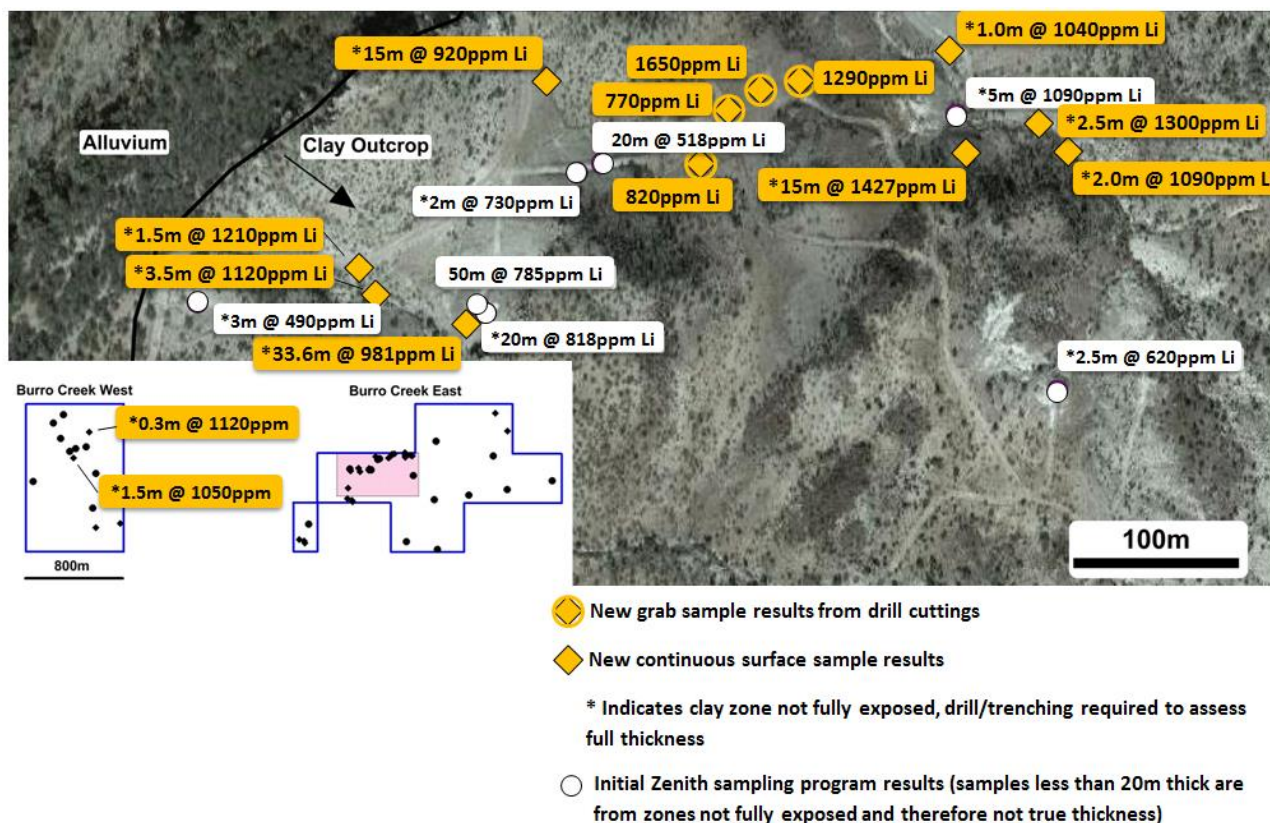 *1.0m @ 1040ppm Li
*15m @ 920ppm Li
1650ppm Li
1290ppm Li
770ppm Li
*5m @ 1090ppm Li
*2.5m @ 1300ppm Li
Alluvium
Clay Outcrop
20m @ 518ppm Li
*2m @ 730ppm Li
820ppm Li
*15m @ 1427ppm Li
*2.0m @ 1090ppm Li
*1.5m @ 1210ppm Li
*3.5m @ 1120ppm Li
50m @ 785ppm Li
*3m @ 490ppm Li
*20m @ 818ppm Li
*33.6m @ 981ppm Li
*2.5m @ 620ppm Li
Burro Creek West
Burro Creek East
*0.3m @ 1120ppm
*1.5m @ 1050ppm
800m
100m
New grab sample results from drill cuttings
New continuous surface sample results
* Indicates clay zone not fully exposed, drill/trenching required to assess
full thickness
Initial Zenith sampling program results (samples less than 20m thick are
from zones not fully exposed and therefore not true thickness)